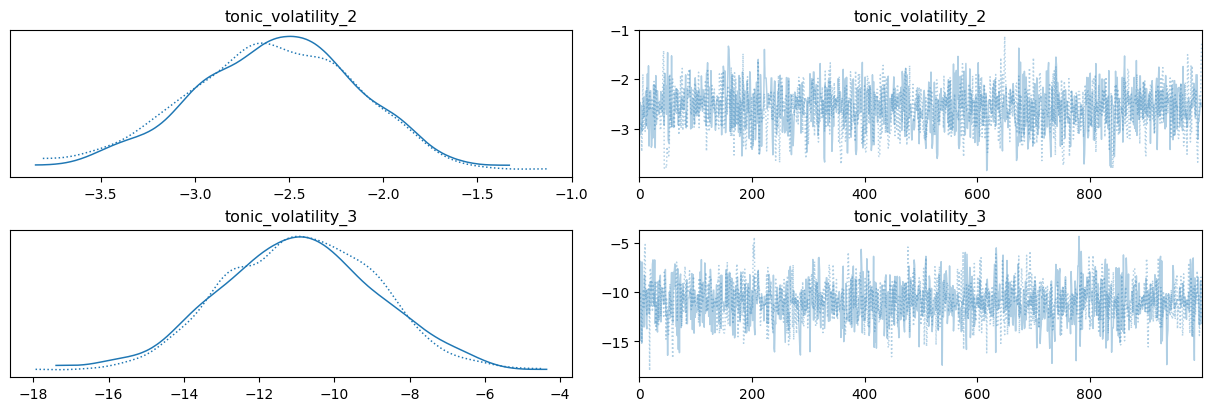 tonic_volatility_2
−3.5 −3.0 −2.5 −2.0 −1.5 −1.0
tonic_volatility_2
−1
−2
−3
0 200 400 600 800
tonic_volatility_3
−18 −16 −14 −12 −10 −8 −6 −4
tonic_volatility_3
−5
−10
−15
0 200 400 600 800